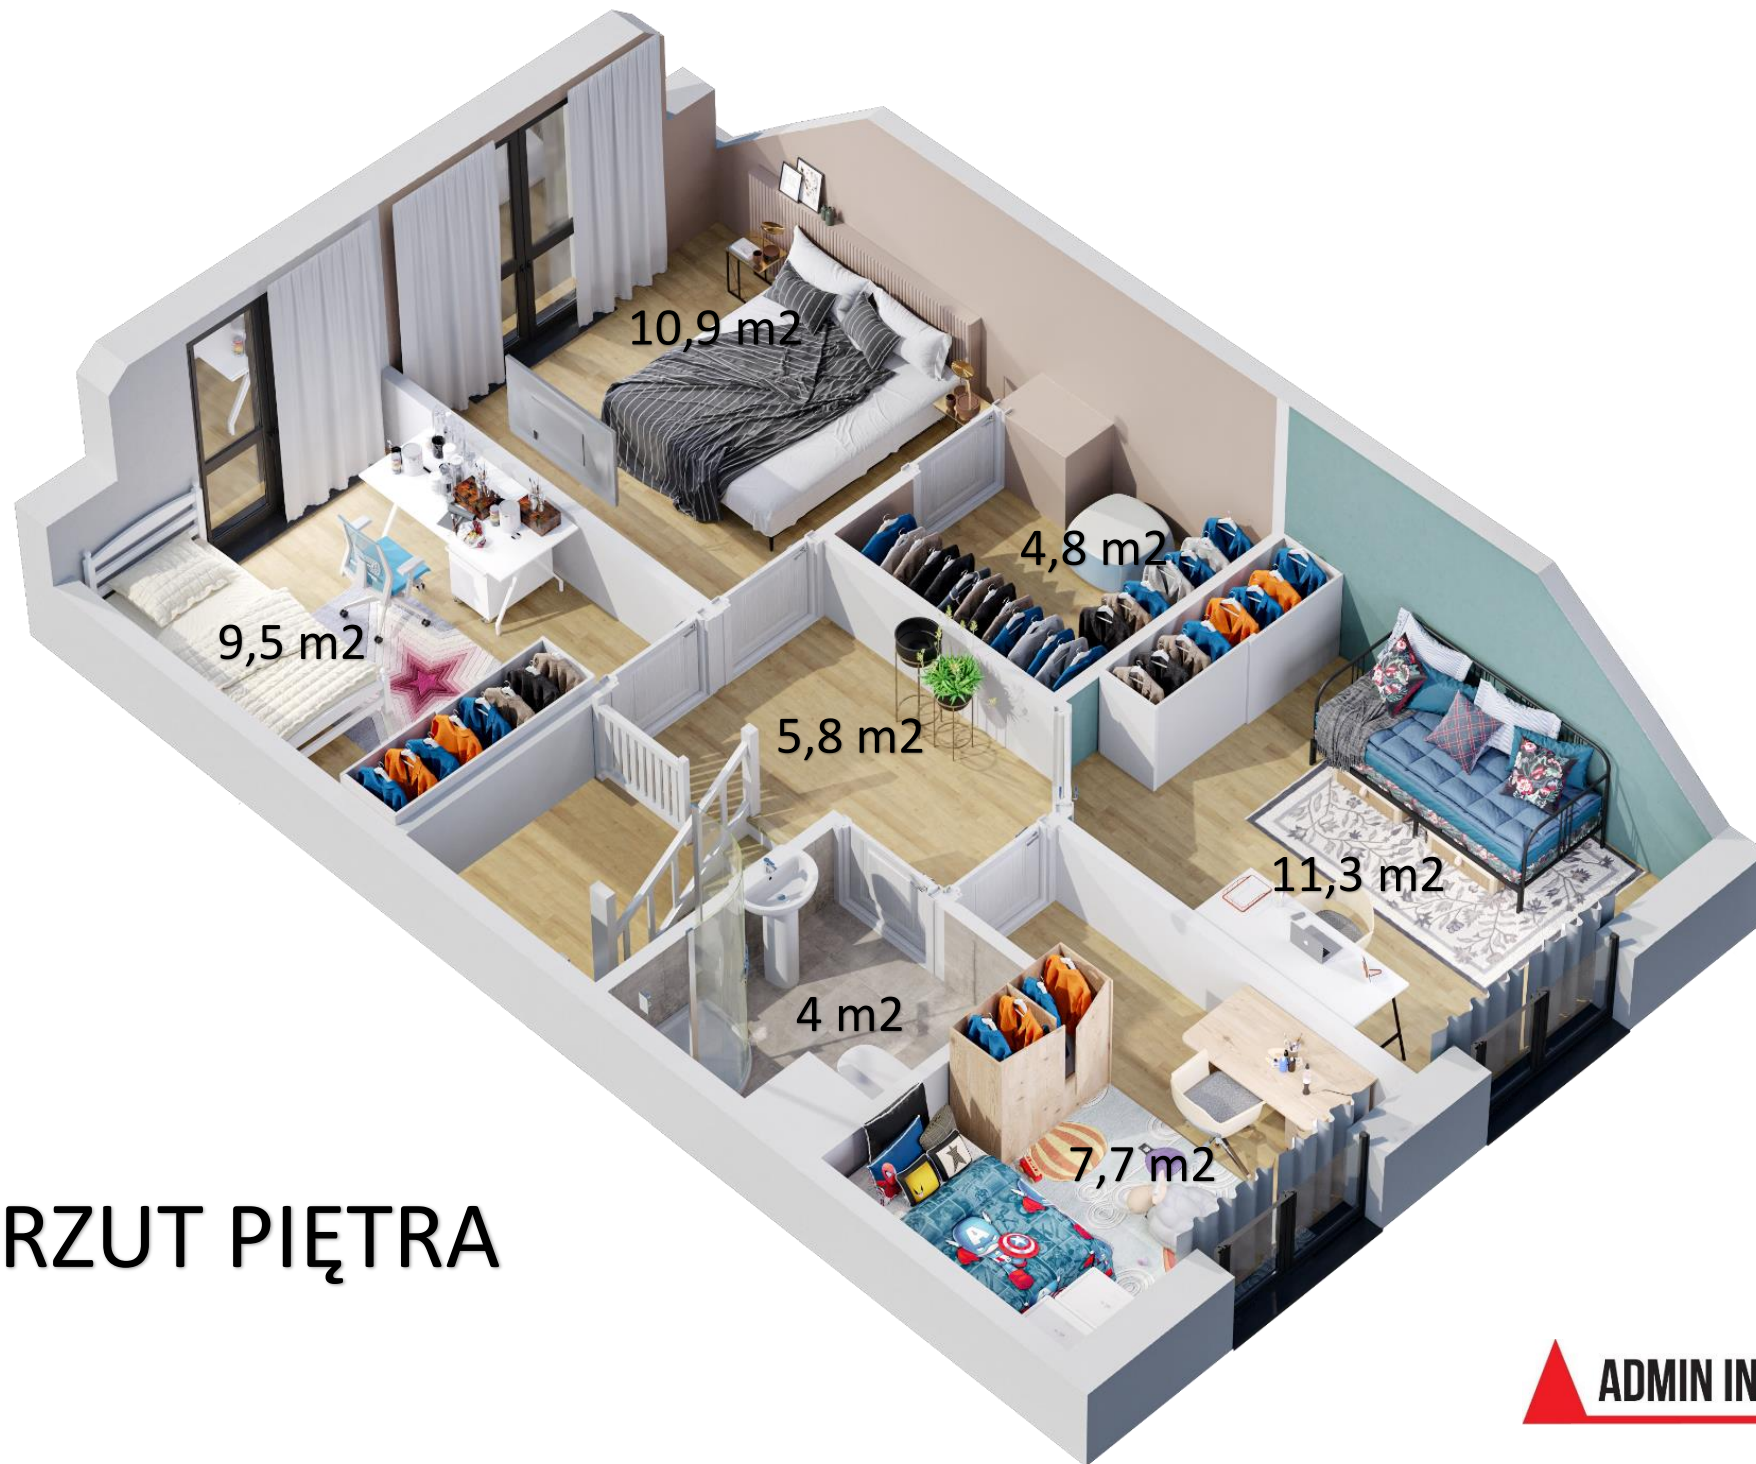 10,9 m2
4,8 m2
9,5 m2
5,8 m2
11,3 m2
4 m2
7,7 m2
RZUT PIĘTRA
ADMIN IN